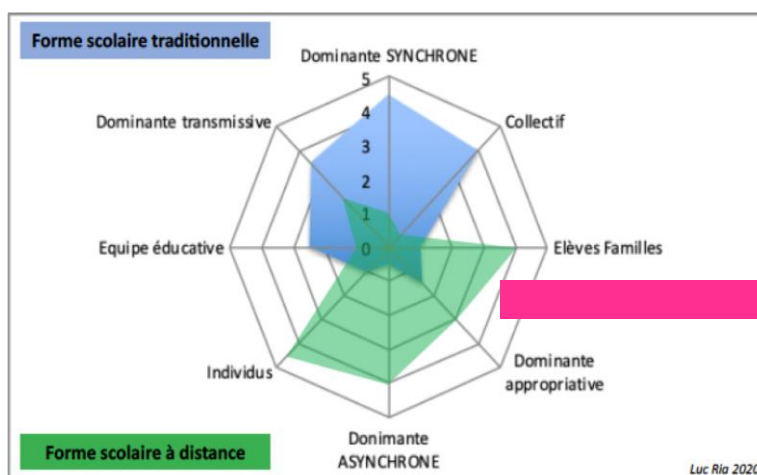 Forme scolaire traditionnelle
Dominante SYNCHRONE
5
Dominante transmissive
4
Collectif
3
2
1
Equipe éducative
0
Elèves Familles
Individus
Dominante
appropriative
Donimante
ASYNCHRONE
Forme scolaire à distance
Luc Ria 2020